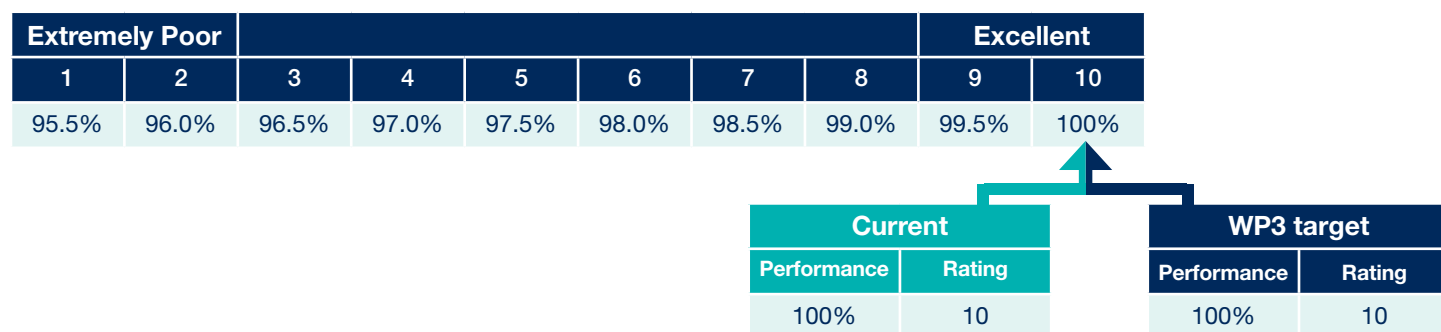 Extremely Poor Excellent
1 2 3 4 5 6 7 8 9 10
95.5% 96.0% 96.5% 97.0% 97.5% 98.0% 98.5% 99.0% 99.5% 100%
Current WP3 target
Performance Rating Performance Rating
100% 10 100% 10